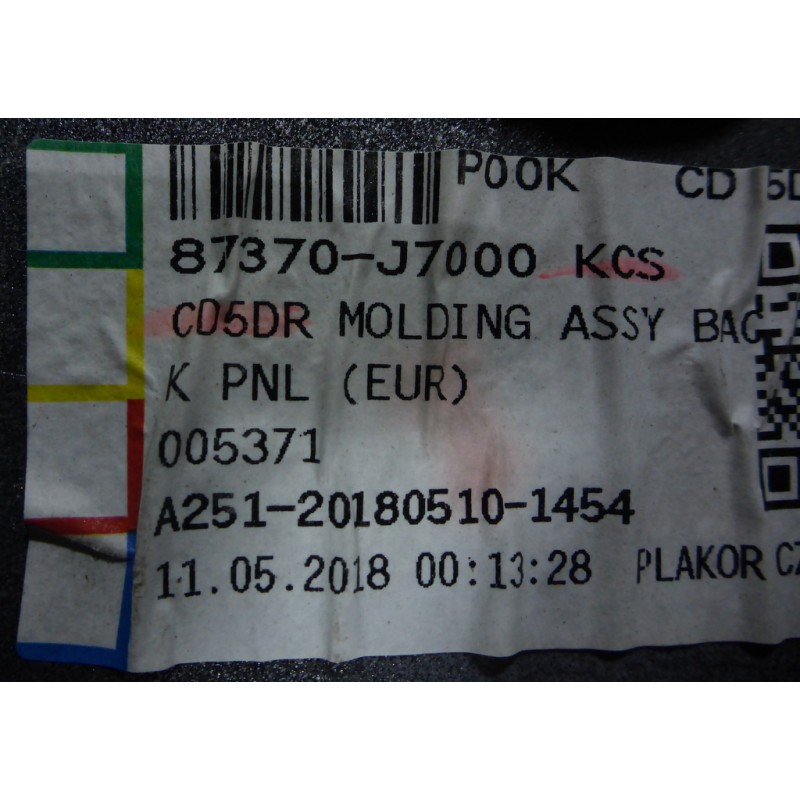 P00K CD 5D
87370-J7000 KCS
CD5DR MOLDING ASSY BAC
K PNL (EUR)
005371
A251-20180510-1454
11.05.2018 00:13:28 PLAKOR CZ